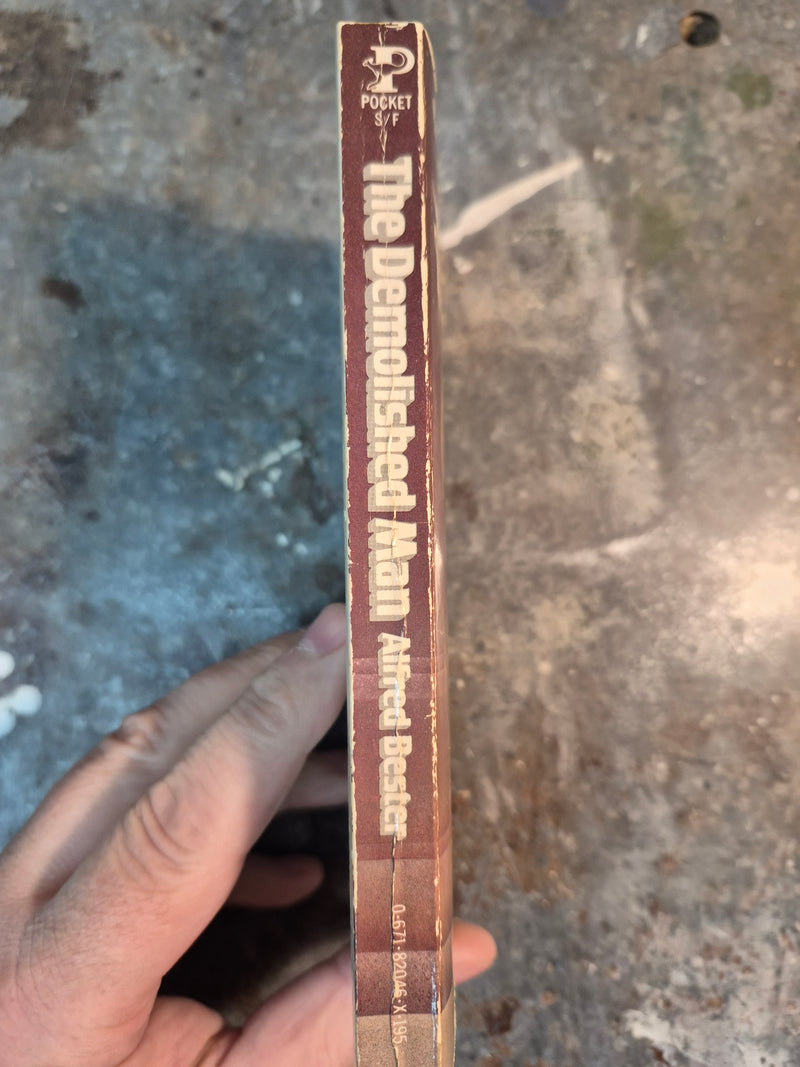 POCKET
S/F
The Demolished Man Alfred Bester
0-671-82046-X·195